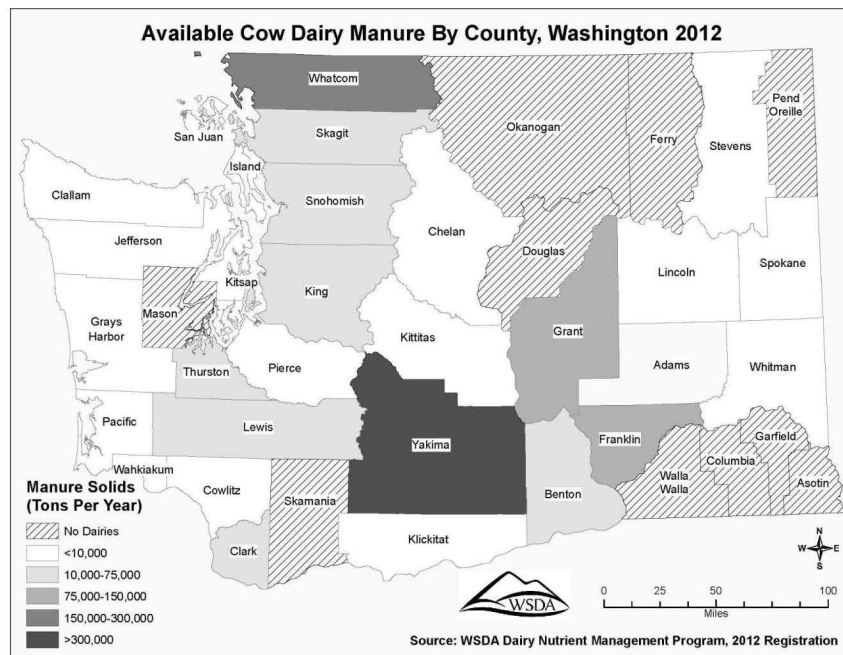 Available Cow Dairy Manure By County, Washington 2012
Whatcom
San Juan
Skagit
Okanogan
Ferry
Pend
Oreille
Stevens
Island
Clallam
Snohomish
Chelan
Jefferson
Douglas
Kitsap
King
Lincoln
Spokane
Mason
Grays
Harbor
Kittitas
Grant
Thurston
Pierce
Adams
Whitman
Pacific
Lewis
Yakima
Franklin
Garfield
Columbia
Wahkiakum
Cowlitz
Skamania
Benton
Walla
Walla
Asotin
Clark
Klickitat
Manure Solids
(Tons Per Year)
No Dairies
<10,000
10,000-75,000
75,000-150,000
150,000-300,000
>300,000
WSDA
N
W
E
S
0 25 50 100
Miles
Source: WSDA Dairy Nutrient Management Program, 2012 Registration